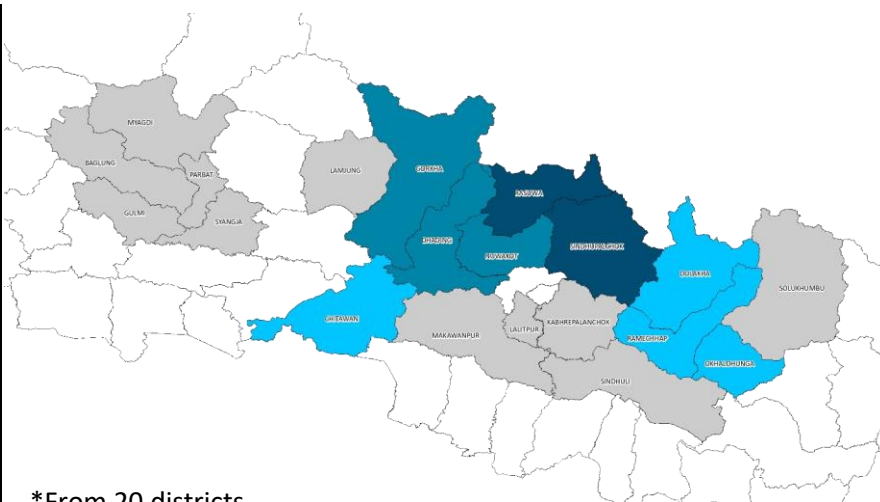 MYAGDI
BAGLUNG
PARBAT
GULMI
SYANGJA
LAMJUNG
GORKHA
RASUWA
DHADING
NUWAKOT
SINDHUPALCHOK
DOLAKHA
SOLUKHUMBU
CHITAWAN
MAKAWANPUR
LALITPUR
KABHREPALANCHOK
RAMECHHAP
OKHALDHUNGA
SINDHULI
*From 20 districts